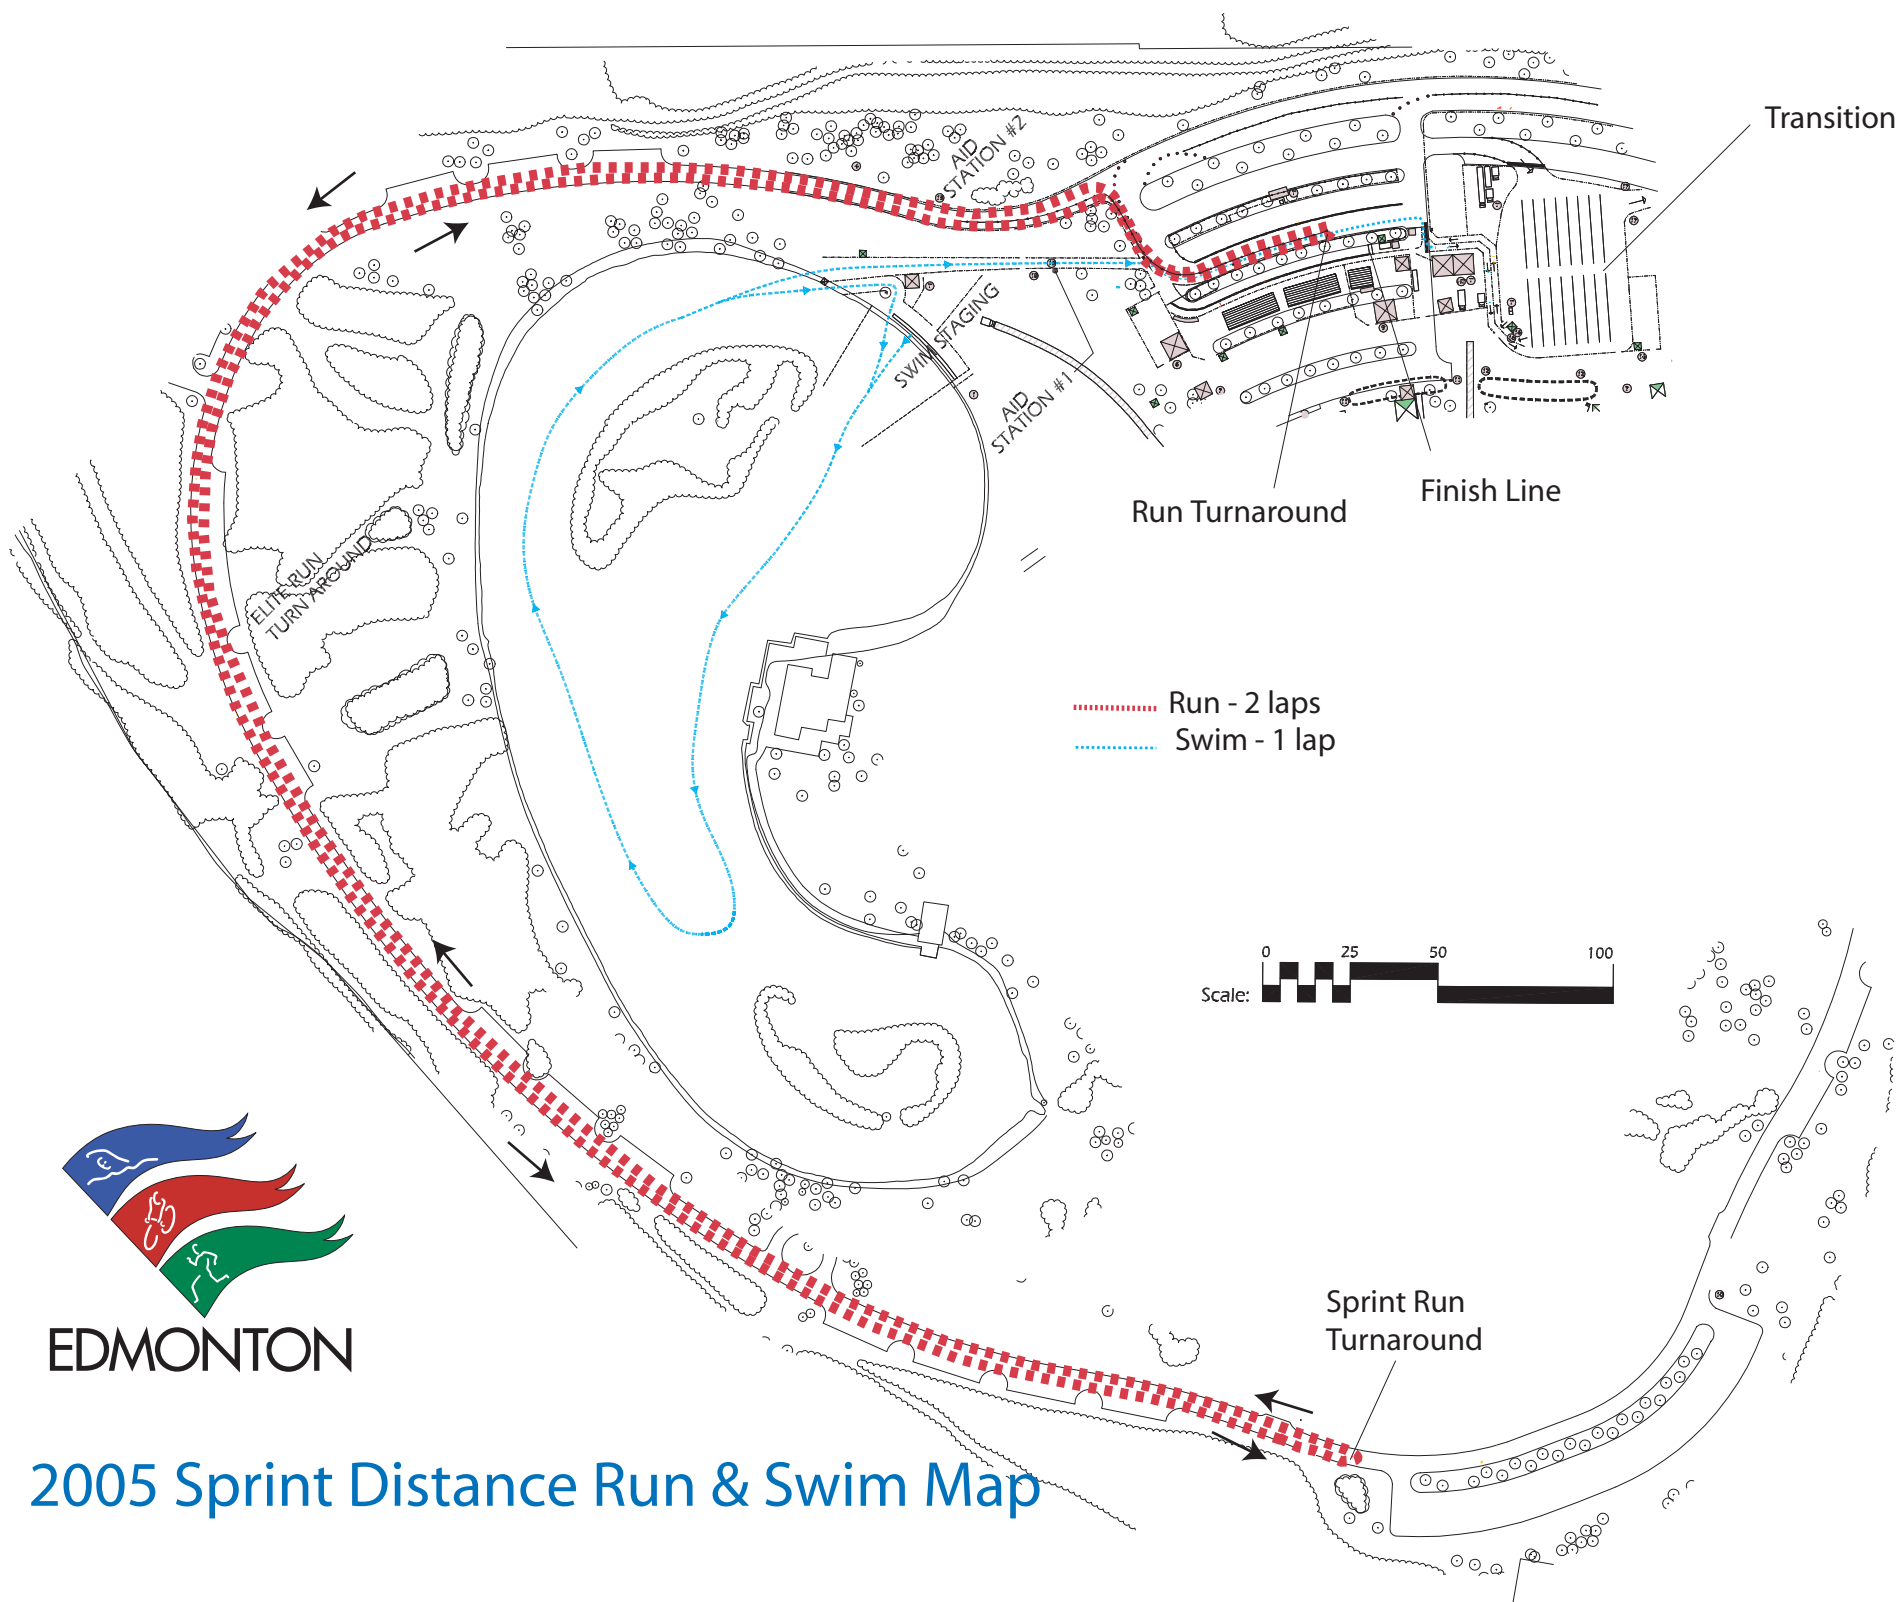 Transition
AID
STATION #2
SWIM STAGING
AID
STATION #1
Run Turnaround
Finish Line
ELITE RUN
TURN AROUND
Run - 2 laps
Swim - 1 lap
0 25 50 100
Scale:
Sprint Run
Turnaround
EDMONTON
2005 Sprint Distance Run & Swim Map